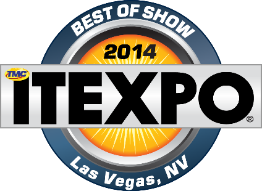 BEST OF SHOW
2014
TMC
ITEXPO®
Las Vegas, NV